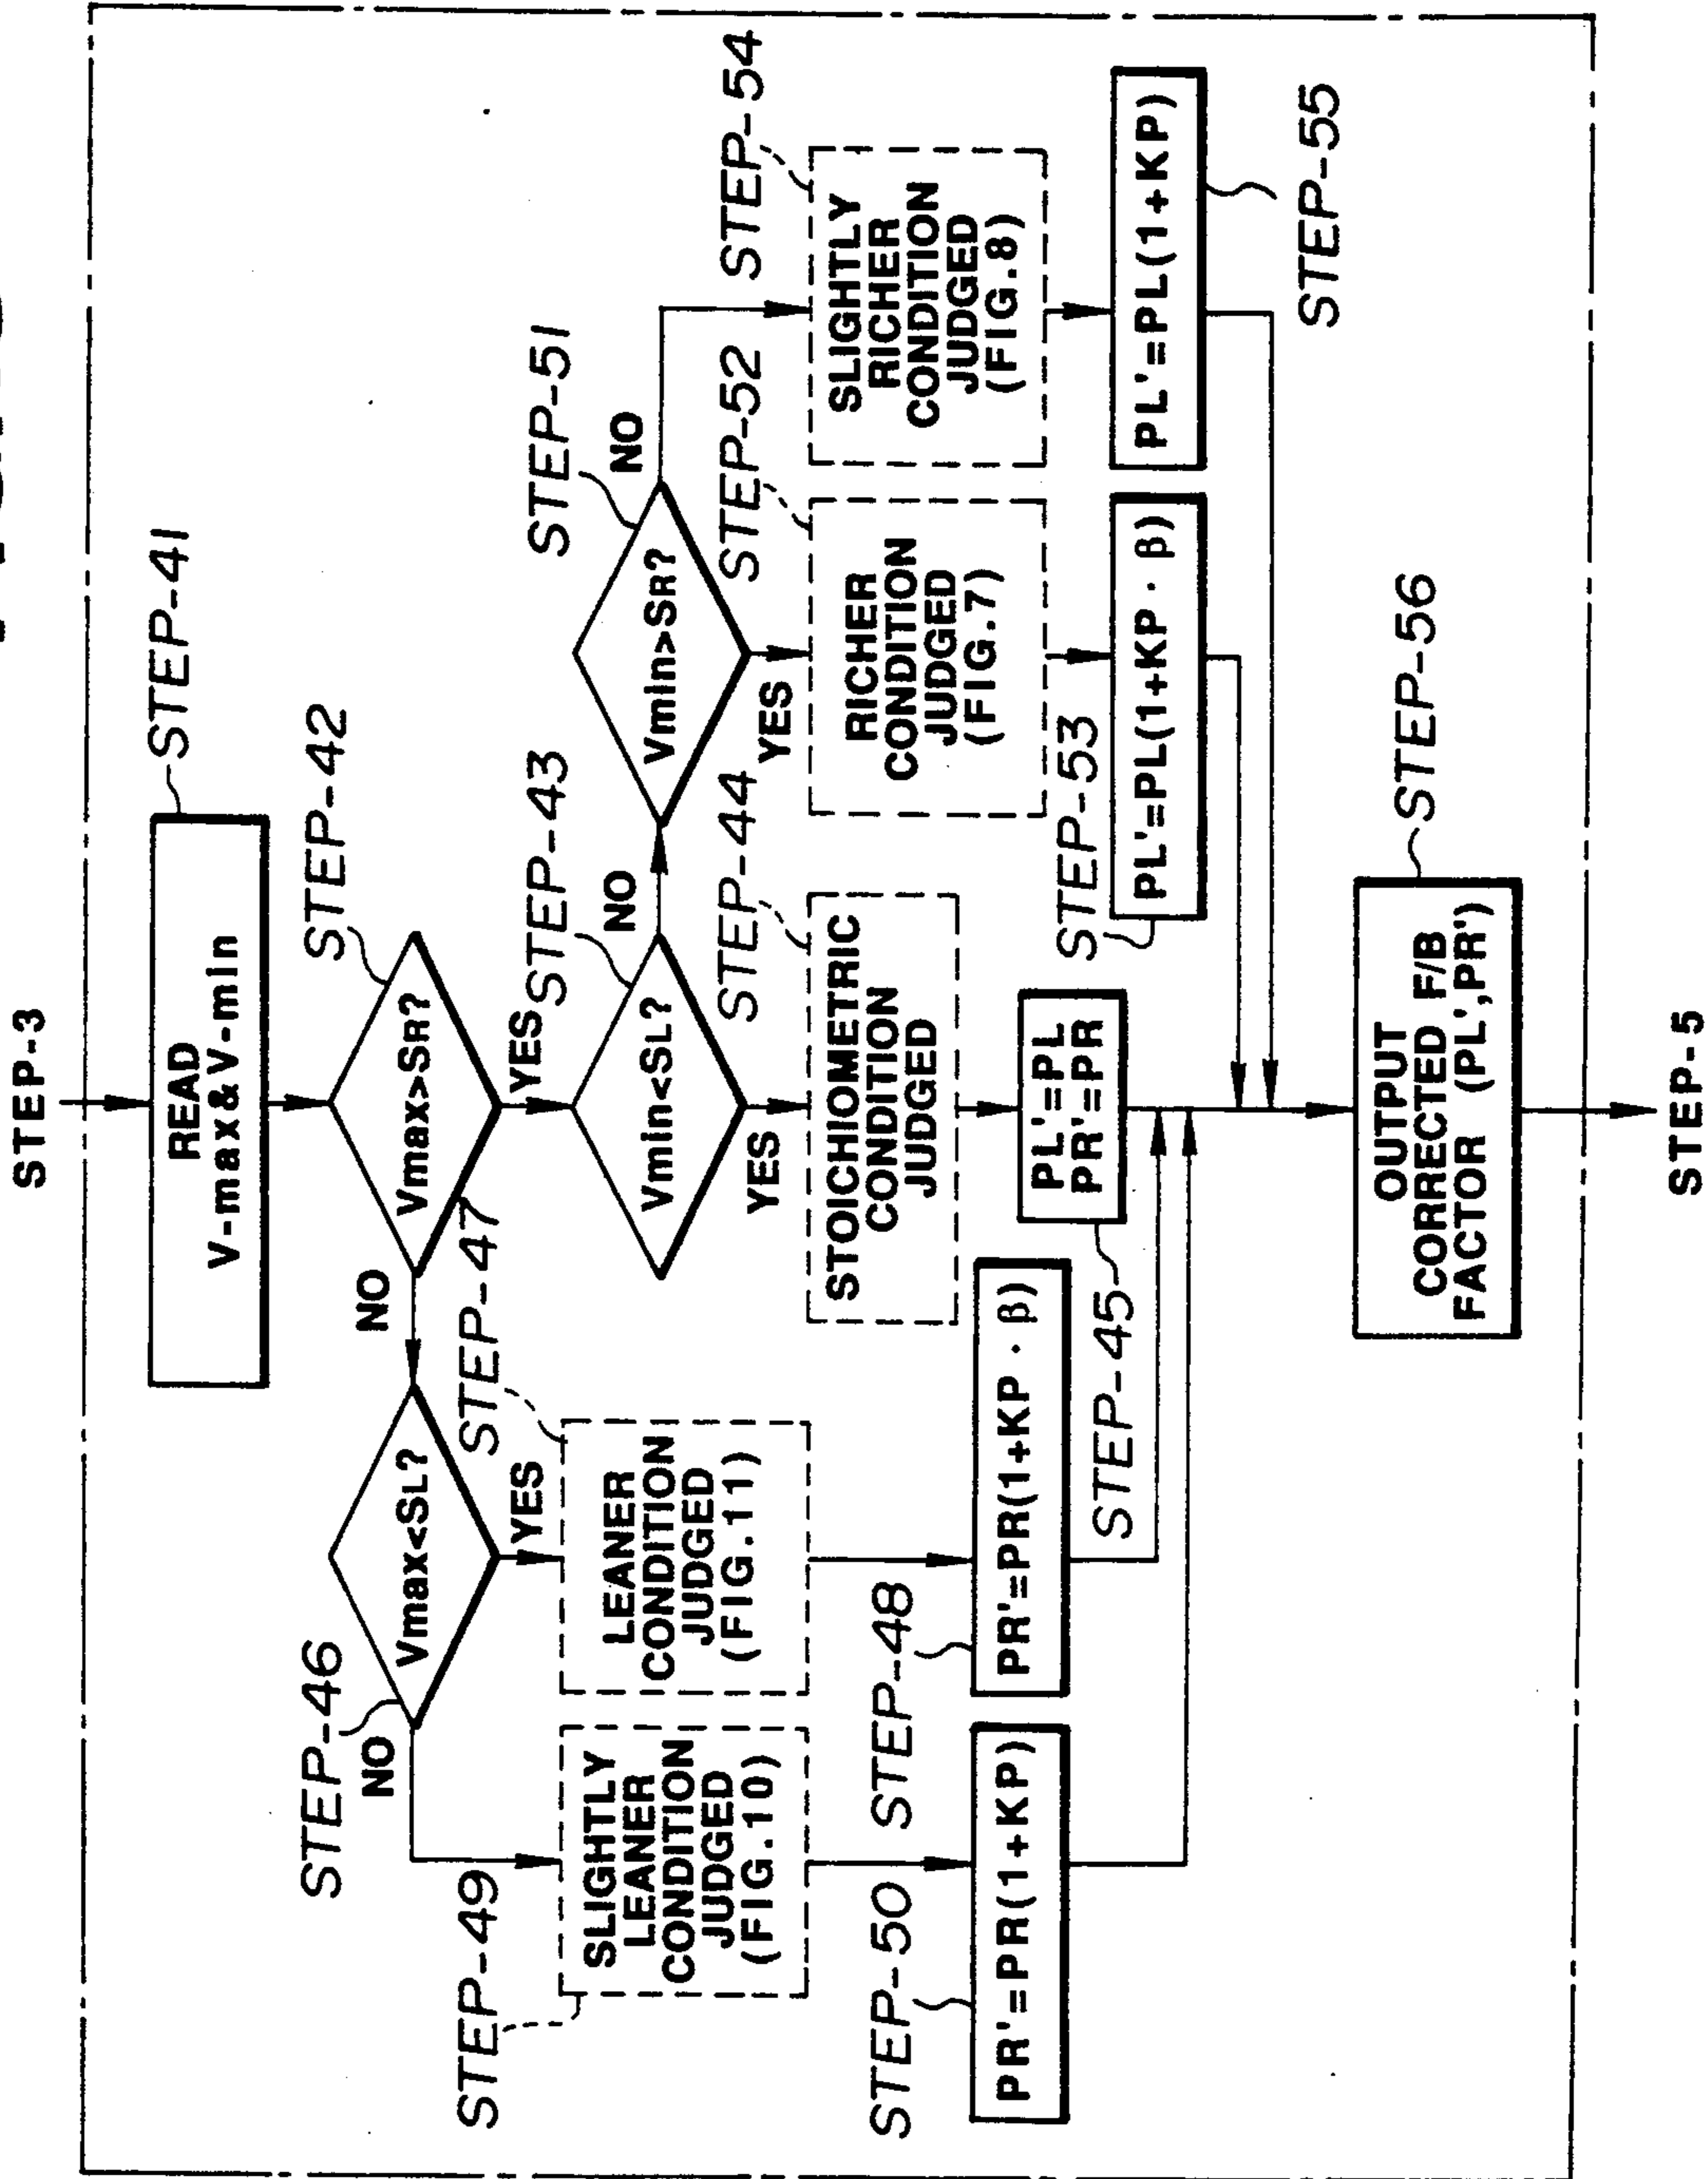 STEP-3
STEP-41
READ
V-max&V-min
STEP-42
Vmax>SR?
NO
YES
STEP-46
Vmax<SL?
NO
YES
STEP-43
Vmin<SL?
NO
YES
STEP-51
Vmin>SR?
NO
YES
STEP-49
SLIGHTLY
LEANER
CONDITION
JUDGED
(FIG.10)
STEP-47
LEANER
CONDITION
JUDGED
(FIG.11)
STEP-44
STOICHIOMETRIC
CONDITION
JUDGED
STEP-52
RICHER
CONDITION
JUDGED
(FIG.7)
STEP-54
SLIGHTLY
RICHER
CONDITION
JUDGED
(FIG.8)
STEP-50
PR'=PR(1+KP)
STEP-48
PR'=PR(1+KP·β)
STEP-45
PL'=PL
PR'=PR
STEP-53
PL'=PL(1+KP·β)
PL'=PL(1+KP)
STEP-55
STEP-56
OUTPUT
CORRECTED F/B
FACTOR (PL',PR')
STEP-5